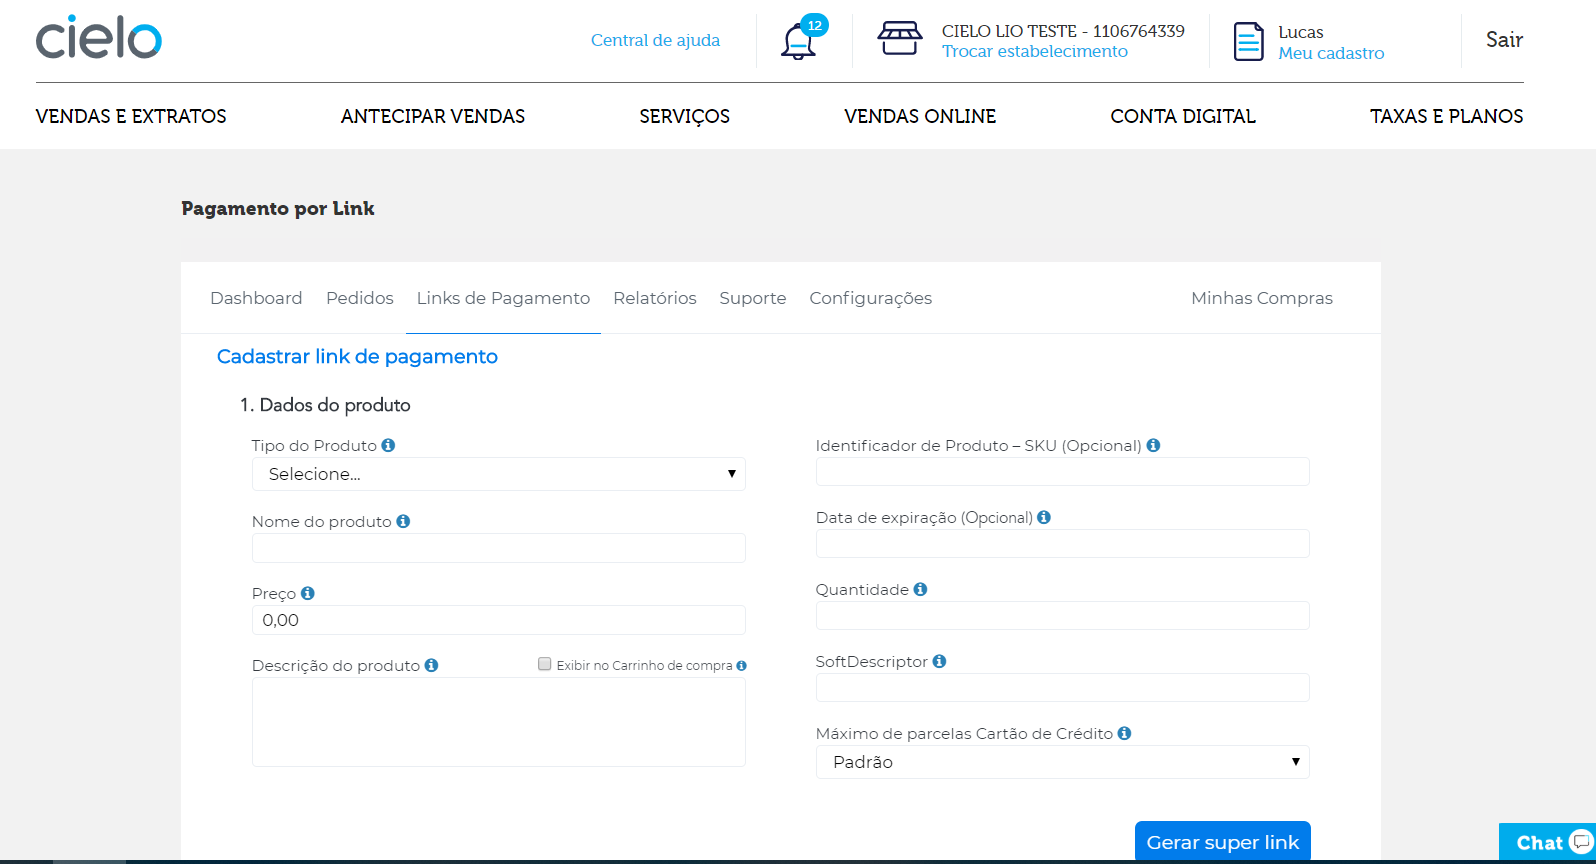 cielo
Central de ajuda
12
CIELO LIO TESTE - 1106764339
Trocar estabelecimento
Lucas
Meu cadastro
Sair
VENDAS E EXTRATOS ANTECIPAR VENDAS SERVIÇOS VENDAS ONLINE CONTA DIGITAL TAXAS E PLANOS
Pagamento por Link
Dashboard Pedidos Links de Pagamento Relatórios Suporte Configurações Minhas Compras
Cadastrar link de pagamento
1. Dados do produto
Tipo do Produto
Selecione...
Nome do produto
Preço
0,00
Descrição do produto
Exibir no Carrinho de compra
Identificador de Produto – SKU (Opcional)
Data de expiração (Opcional)
Quantidade
SoftDescriptor
Máximo de parcelas Cartão de Crédito
Padrão
Gerar super link
Chat